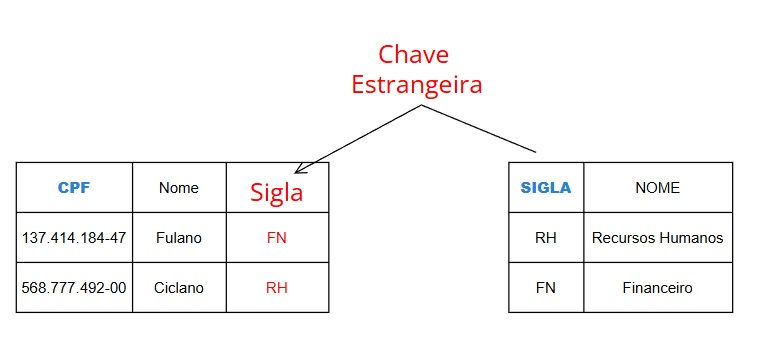 Chave
Estrangeira
CPF Nome Sigla
137.414.184-47 Fulano FN
568.777.492-00 Ciclano RH
SIGLA NOME
RH Recursos Humanos
FN Financeiro